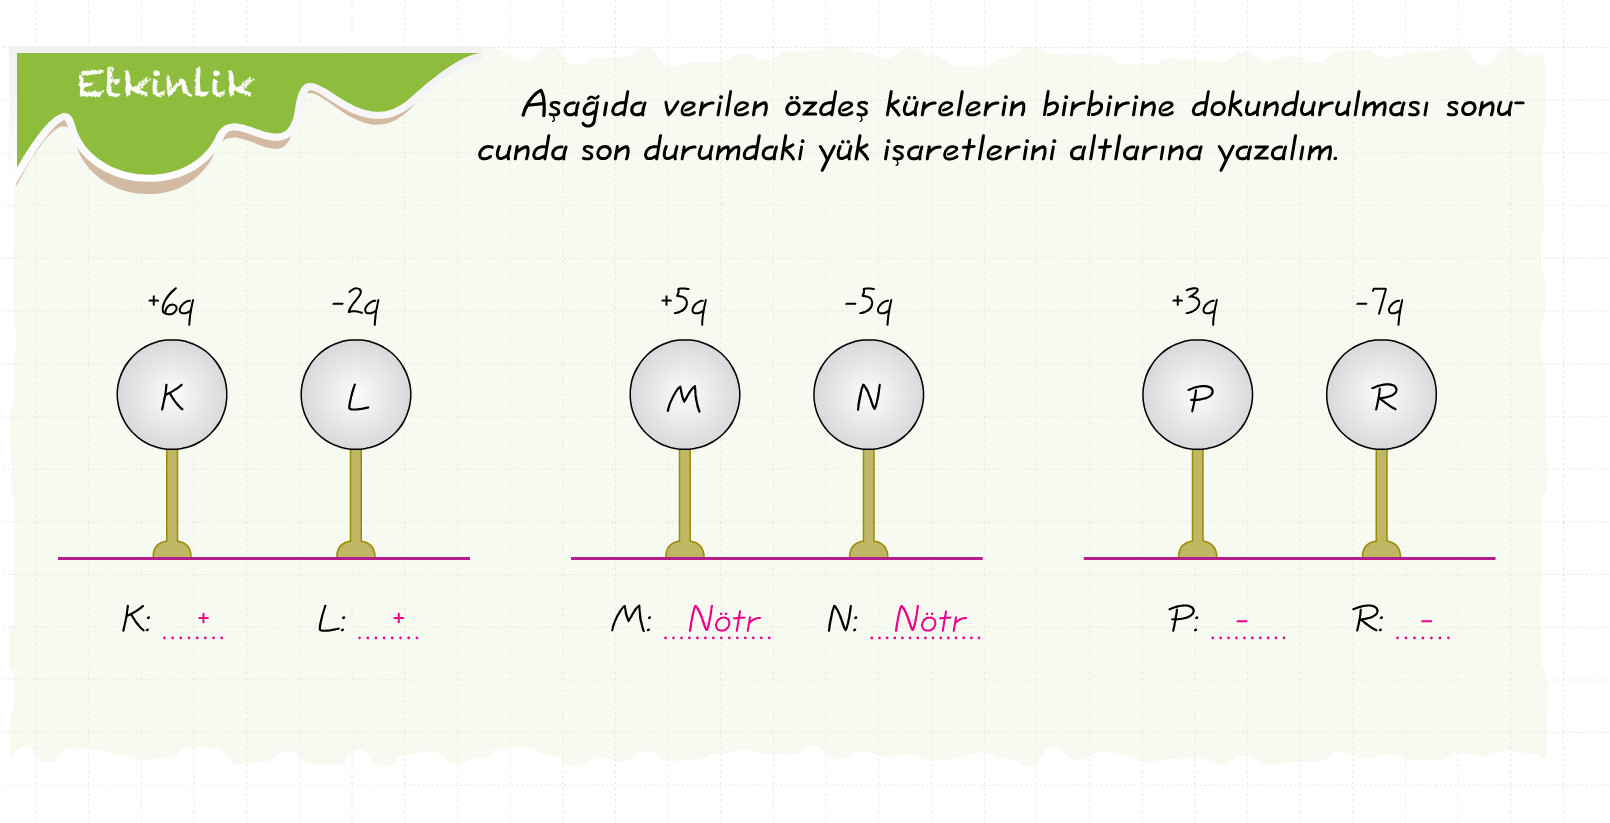 Etkinlik
Aşağıda verilen özdeş kürelerin birbirine dokundurulması sonu-
cunda son durumdaki yük işaretlerini altlarına yazalım.
+6q -2q +5q -5q +3q -7q
K L M N P R
K: + L: + M: Nötr N: Nötr P: - R: -